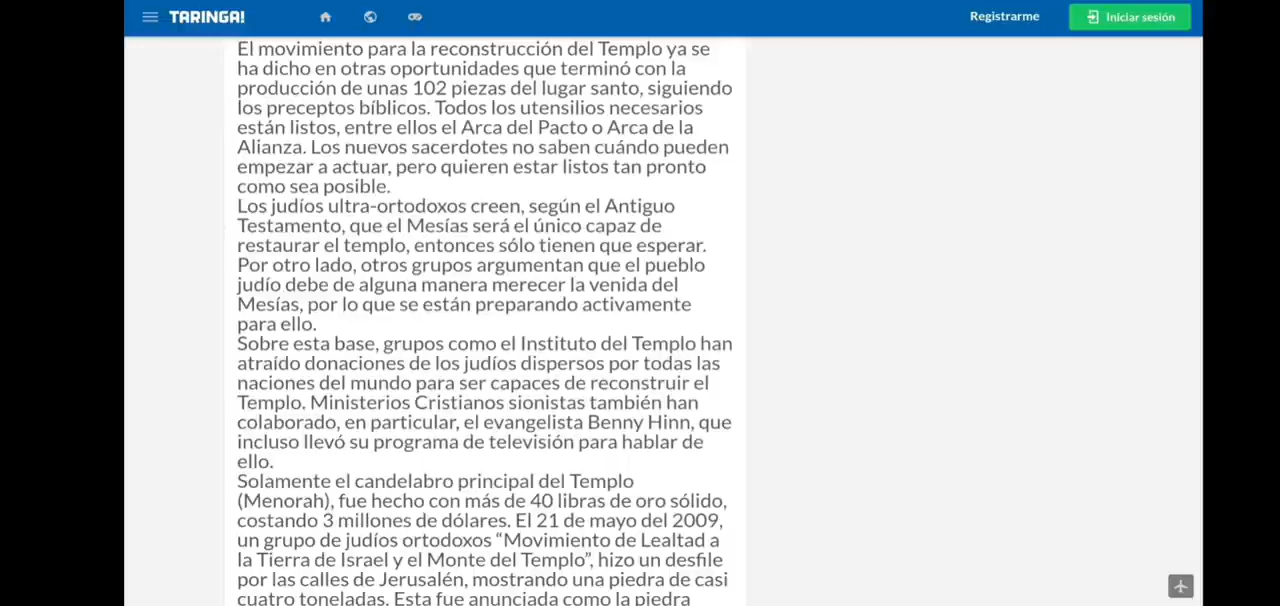 TARINGA!
Registrarme
Iniciar sesión
El movimiento para la reconstrucción del Templo ya se
ha dicho en otras oportunidades que terminó con la
producción de unas 102 piezas del lugar santo, siguiendo
los preceptos bíblicos. Todos los utensilios necesarios
están listos, entre ellos el Arca del Pacto o Arca de la
Alianza. Los nuevos sacerdotes no saben cuándo pueden
empezar a actuar, pero quieren estar listos tan pronto
como sea posible.
Los judíos ultra-ortodoxos creen, según el Antiguo
Testamento, que el Mesías será el único capaz de
restaurar el templo, entonces sólo tienen que esperar.
Por otro lado, otros grupos argumentan que el pueblo
judío debe de alguna manera merecer la venida del
Mesías, por lo que se están preparando activamente
para ello.
Sobre esta base, grupos como el Instituto del Templo han
atraído donaciones de los judíos dispersos por todas las
naciones del mundo para ser capaces de reconstruir el
Templo. Ministerios Cristianos sionistas también han
colaborado, en particular, el evangelista Benny Hinn, que
incluso llevó su programa de televisión para hablar de
ello.
Solamente el candelabro principal del Templo
(Menorah), fue hecho con más de 40 libras de oro sólido,
costando 3 millones de dólares. El 21 de mayo del 2009,
un grupo de judíos ortodoxos “Movimiento de Lealtad a
la Tierra de Israel y el Monte del Templo”, hizo un desfile
por las calles de Jerusalén, mostrando una piedra de casi
cuatro toneladas. Esta fue anunciada como la piedra